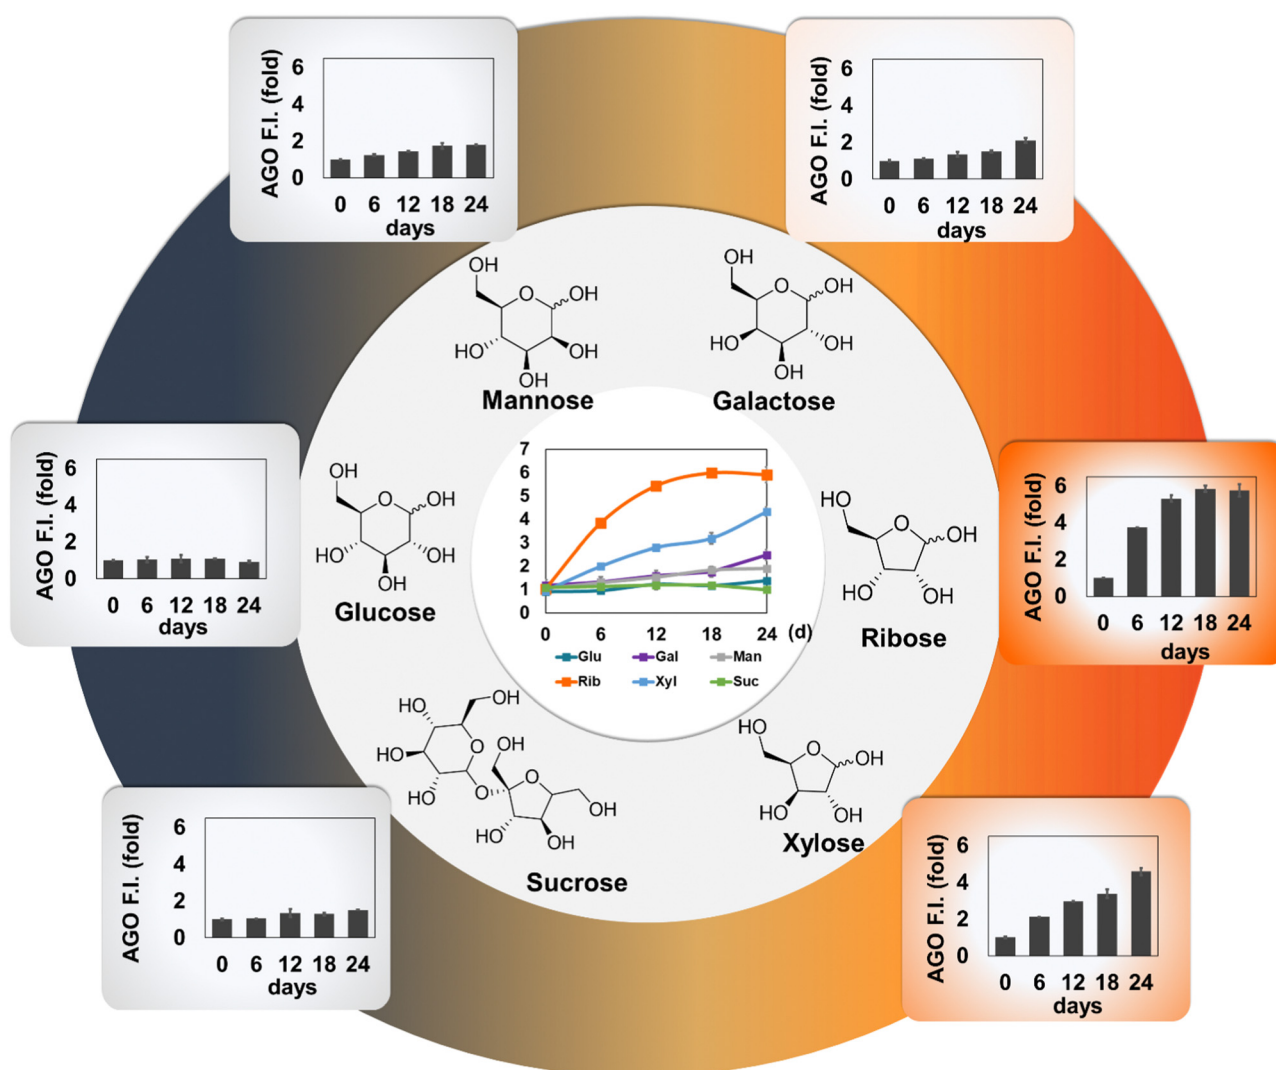 AGO F.I. (fold)
6
4
2
0
0 6 12 18 24
days
AGO F.I. (fold)
6
4
2
0
0 6 12 18 24
days
OH
O
OH
HO
OH
OH
Mannose
OH
O
OH
HO
OH
OH
Galactose
AGO F.I. (fold)
6
4
2
0
0 6 12 18 24
days
OH
O
OH
HO
OH
OH
Glucose
7
6
5
4
3
2
1
0
0 6 12 18 24 (d)
Glu Gal Man
Rib Xyl Suc
HO
O
OH
HO
OH
Ribose
AGO F.I. (fold)
6
4
2
0
0 6 12 18 24
days
HO
OH
HO
O
OH
HO
O
O
OH
HO
OH
Sucrose
HO
O
OH
HO
OH
Xylose
AGO F.I. (fold)
6
4
2
0
0 6 12 18 24
days
AGO F.I. (fold)
6
4
2
0
0 6 12 18 24
days